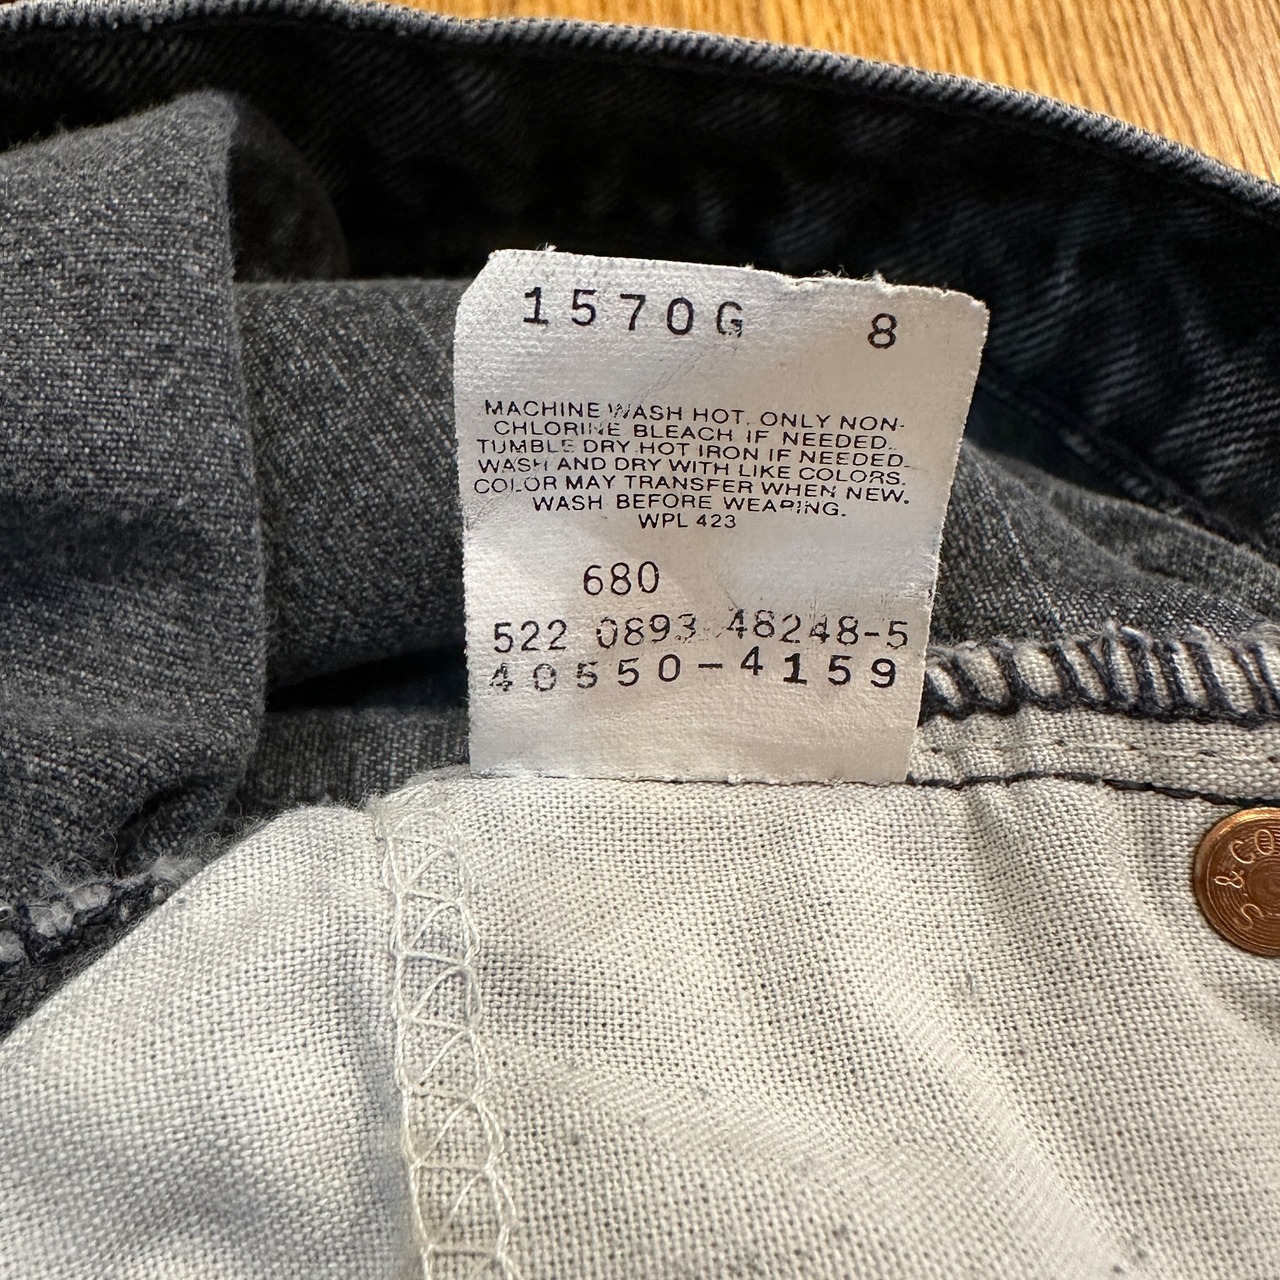 1570G 8
MACHINE WASH HOT. ONLY NON-
CHLORINE BLEACH IF NEEDED.
TUMBLE DRY HOT IRON IF NEEDED.
WASH AND DRY WITH LIKE COLORS.
COLOR MAY TRANSFER WHEN NEW.
WASH BEFORE WEARING.
WPL 423
680
522 0893 48248-5
40550-4159
& CO